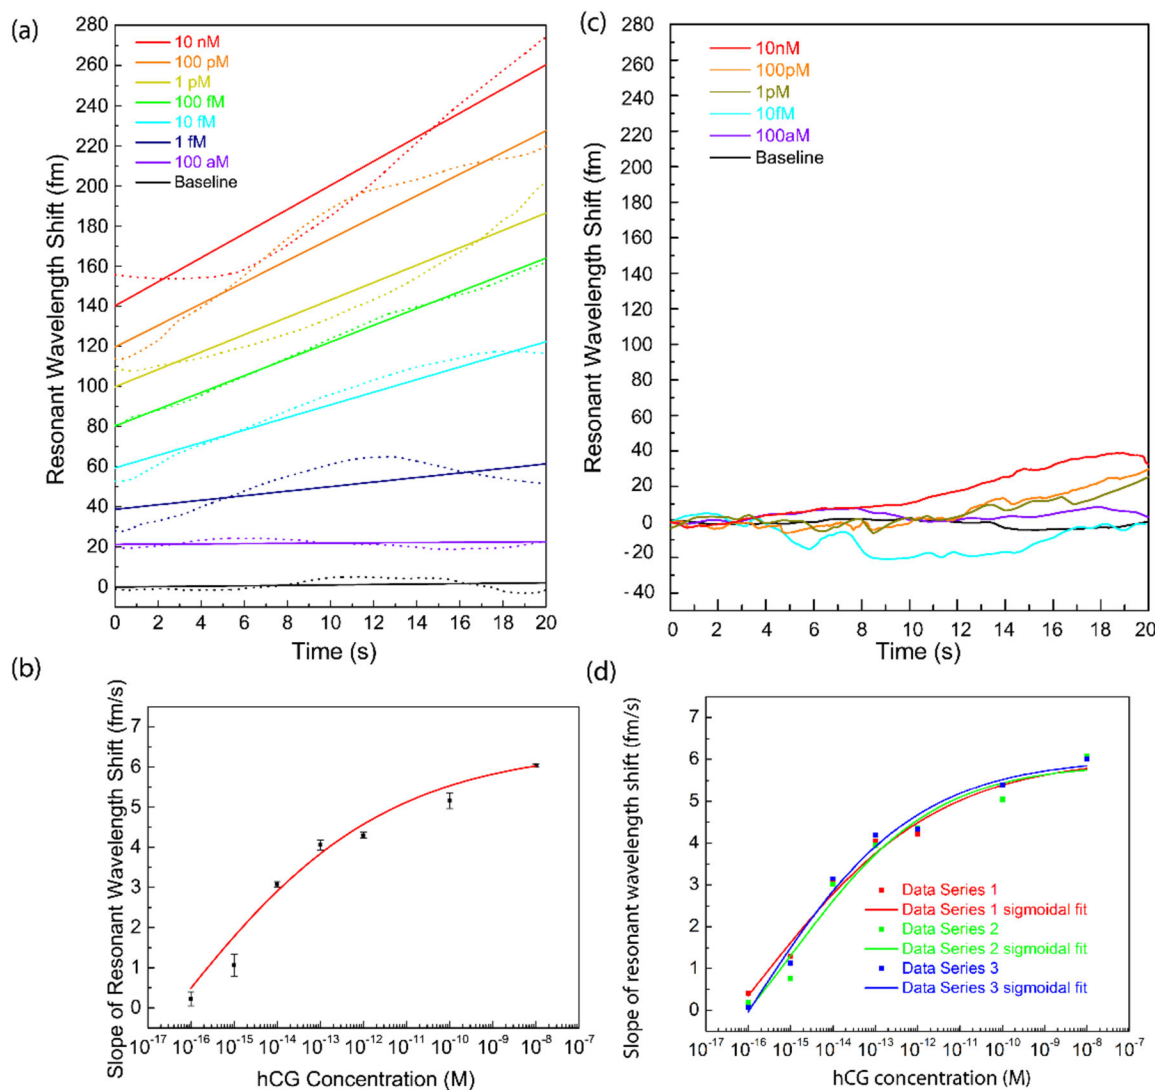 (a)
280
260
240
220
200
180
160
140
120
100
80
60
40
20
0
Resonant Wavelength Shift (fm)
10 nM
100 pM
1 pM
100 fM
10 fM
1 fM
100 aM
Baseline
0 2 4 6 8 10 12 14 16 18 20
Time (s)
(c)
280
260
240
220
200
180
160
140
120
100
80
60
40
20
0
-20
-40
Resonant Wavelength Shift (fm)
10nM
100pM
1pM
10fM
100aM
Baseline
0 2 4 6 8 10 12 14 16 18 20
Time (s)
(b)
Slope of Resonant Wavelength Shift (fm/s)
7
6
5
4
3
2
1
0
10-17 10-16 10-15 10-14 10-13 10-12 10-11 10-10 10-9 10-8 10-7
hCG Concentration (M)
(d)
Slope of resonant wavelength shift (fm/s)
7
6
5
4
3
2
1
0
Data Series 1
Data Series 1 sigmoidal fit
Data Series 2
Data Series 2 sigmoidal fit
Data Series 3
Data Series 3 sigmoidal fit
10-17 10-16 10-15 10-14 10-13 10-12 10-11 10-10 10-9 10-8 10-7
hCG concentration (M)